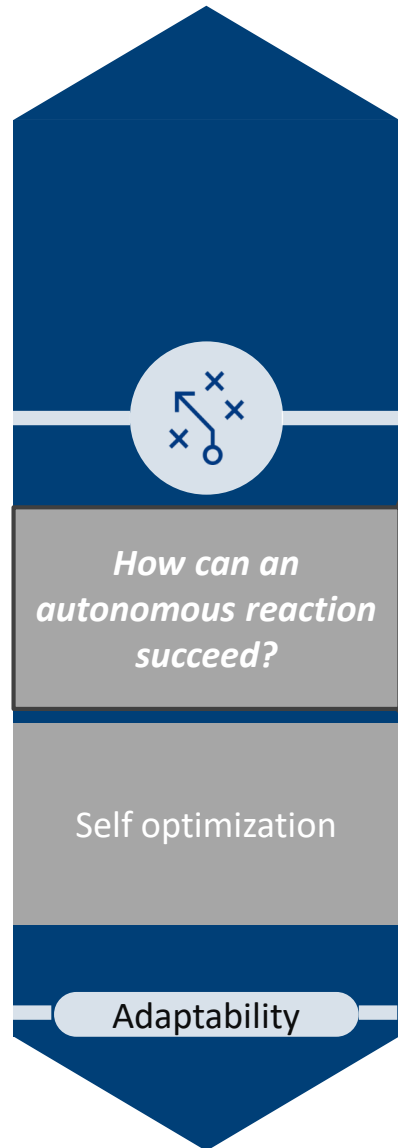 How can an
autonomous reaction
succeed?
Self optimization
Adaptability